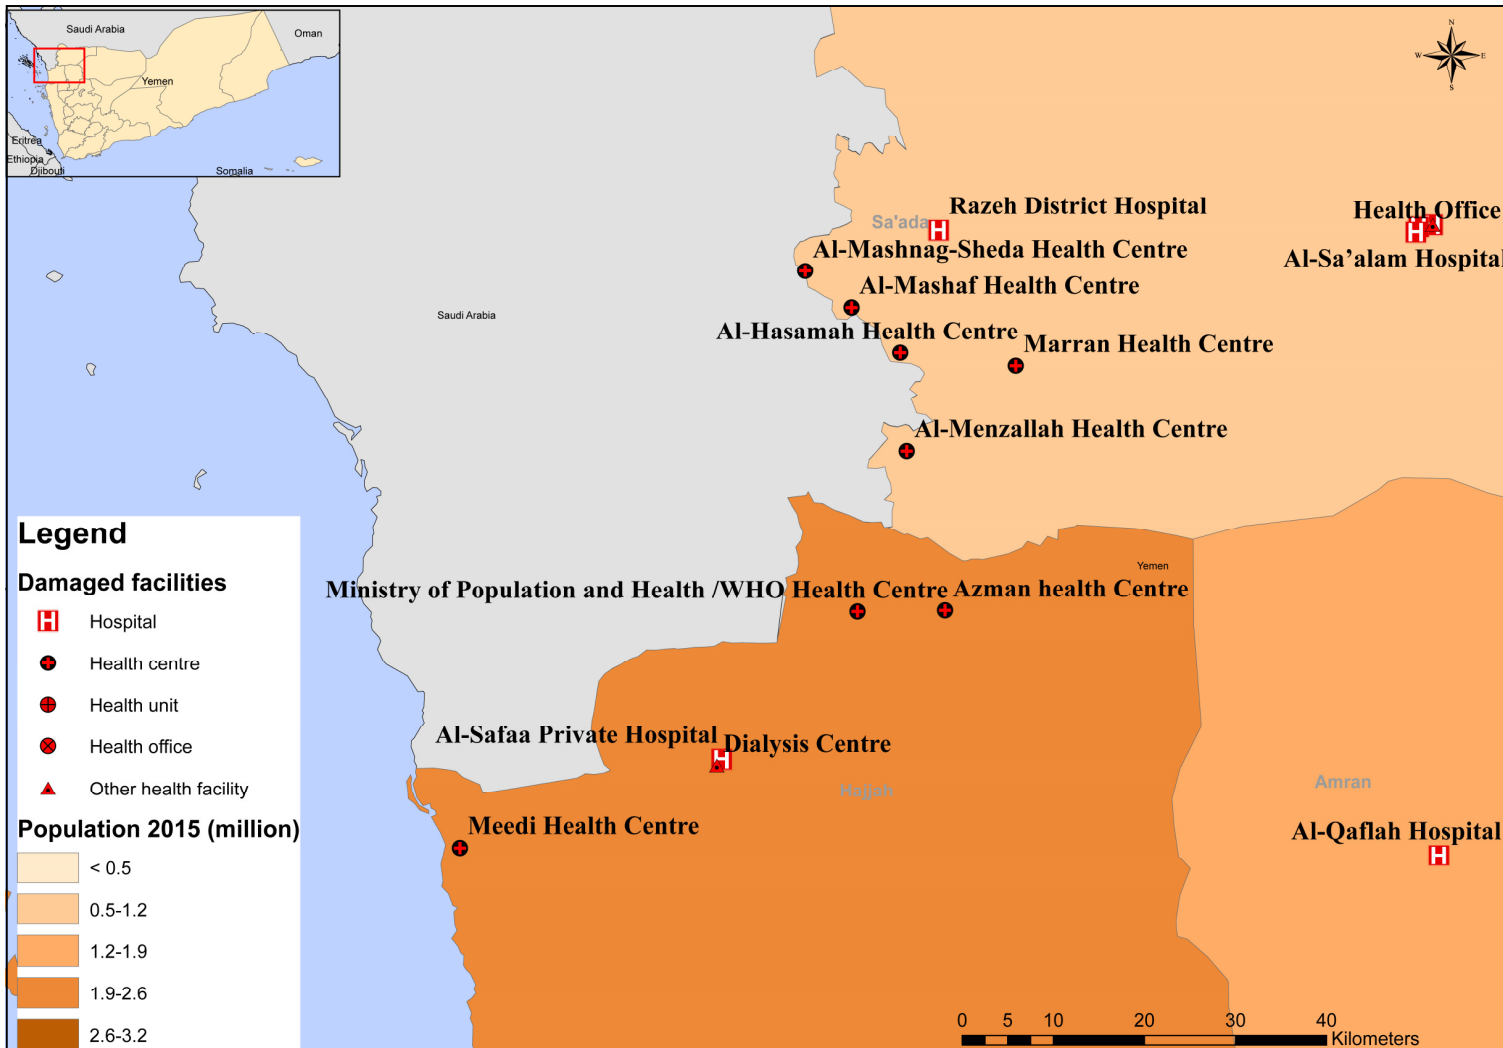 Saudi Arabia
Oman
Yemen
Eritrea
Ethiopia
Djibouti
Somalia
N
W
E
S
Razeh District Hospital
Sa'ada
Health Office
Al-Mashnag-Sheda Health Centre
Al-Sa’alam Hospital
Al-Mashaf Health Centre
Saudi Arabia
Al-Hasamah Health Centre
Marran Health Centre
Al-Menzallah Health Centre
Yemen
Ministry of Population and Health /WHO Health Centre
Azman health Centre
Al-Safaa Private Hospital
Dialysis Centre
Hajjah
Amran
Meedi Health Centre
Al-Qaflah Hospital
Legend
Damaged facilities
H Hospital
Health centre
Health unit
Health office
Other health facility
Population 2015 (million)
< 0.5
0.5-1.2
1.2-1.9
1.9-2.6
2.6-3.2
0 5 10 20 30 40
Kilometers
H
H
H
H